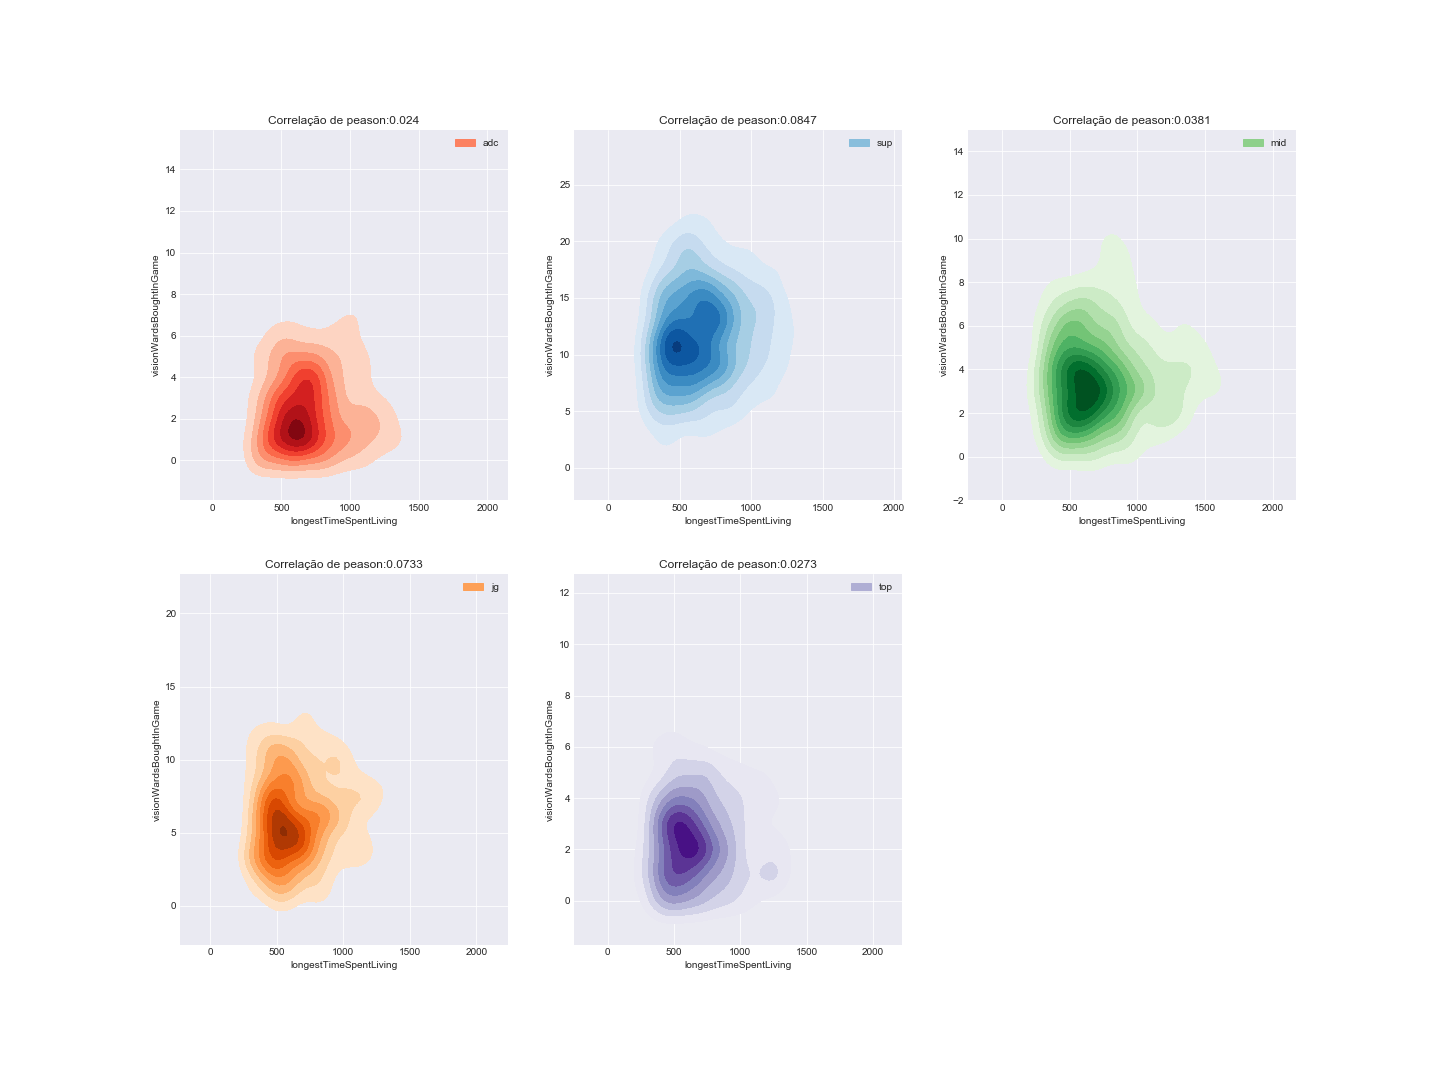 Correlação de peason:0.024
adc
14
12
10
8
6
4
2
0
visionWardsBoughtInGame
0 500 1000 1500 2000
longestTimeSpentLiving
Correlação de peason:0.0847
sup
25
20
15
10
5
0
visionWardsBoughtInGame
0 500 1000 1500 2000
longestTimeSpentLiving
Correlação de peason:0.0381
mid
14
12
10
8
6
4
2
0
−2
visionWardsBoughtInGame
0 500 1000 1500 2000
longestTimeSpentLiving
Correlação de peason:0.0733
jg
20
15
10
5
0
visionWardsBoughtInGame
0 500 1000 1500 2000
longestTimeSpentLiving
Correlação de peason:0.0273
top
12
10
8
6
4
2
0
visionWardsBoughtInGame
0 500 1000 1500 2000
longestTimeSpentLiving